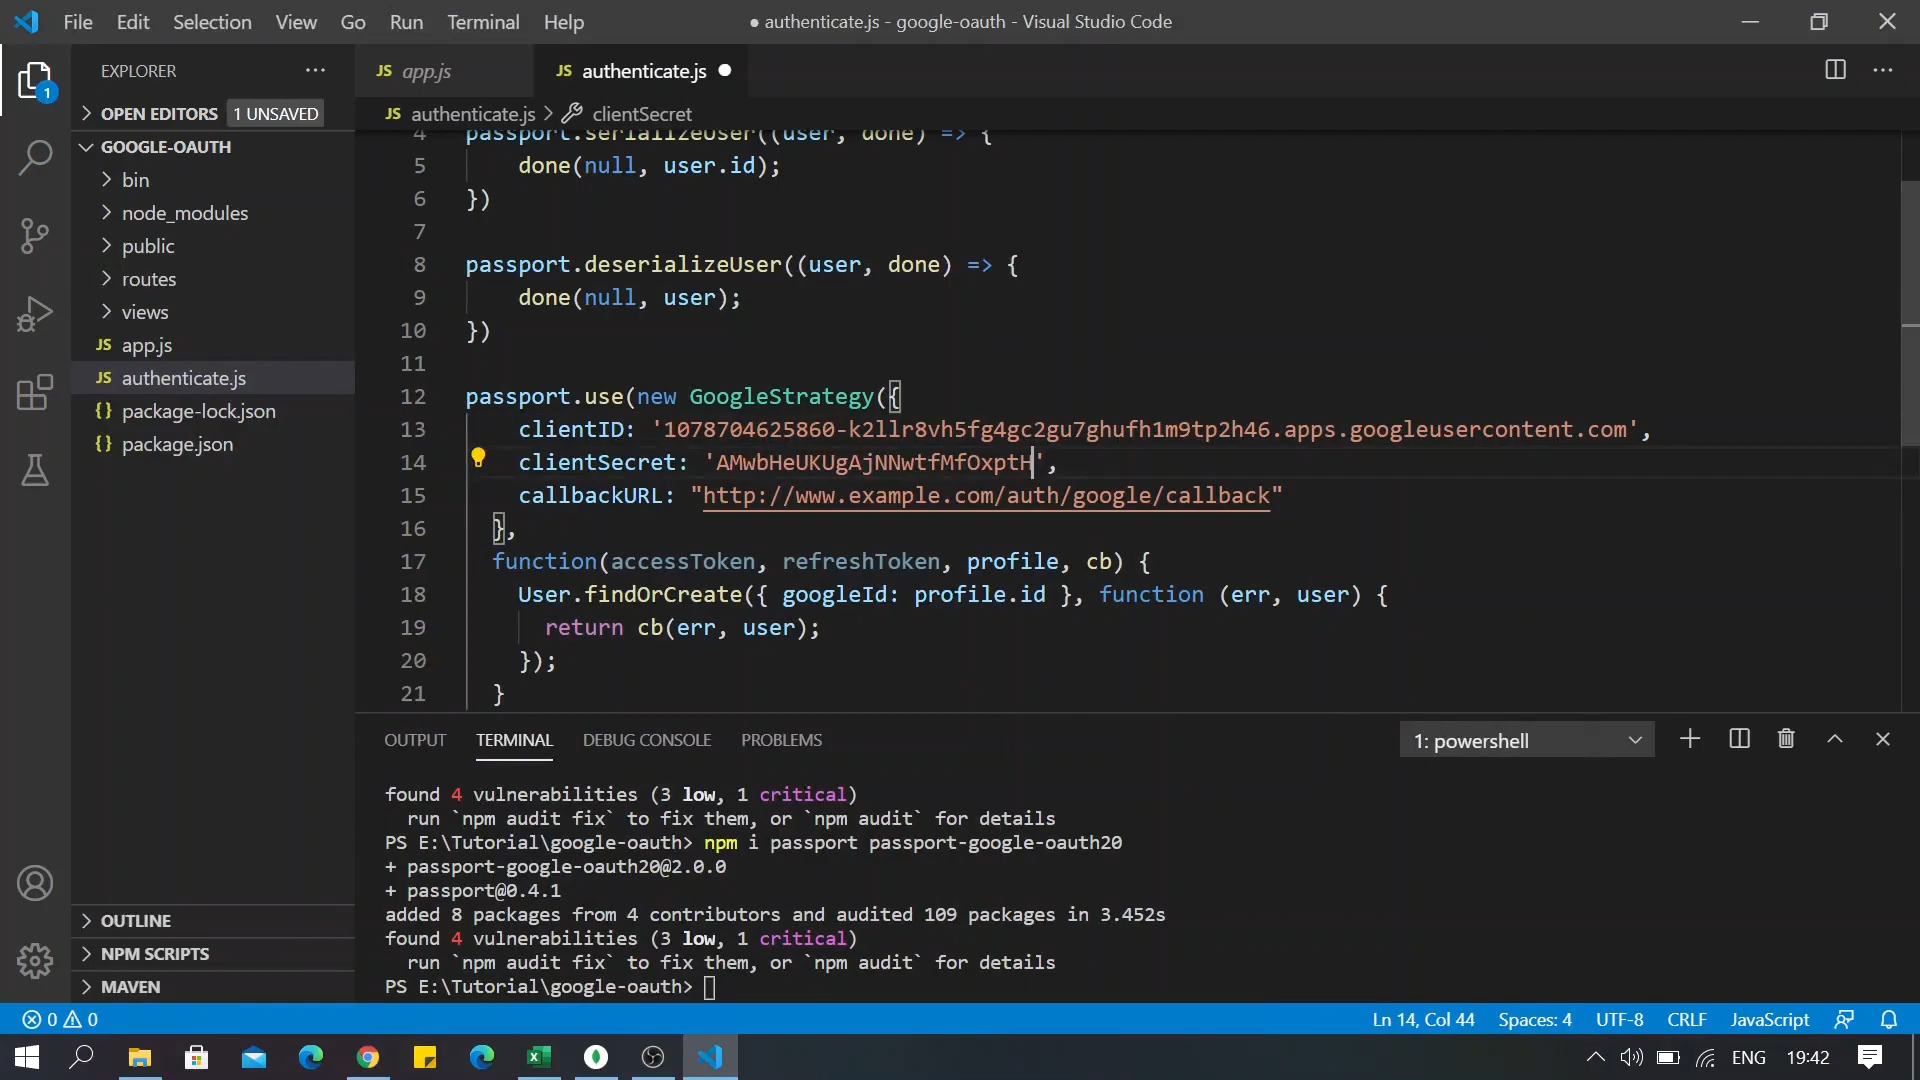 File Edit Selection View Go Run Terminal Help
● authenticate.js - google-oauth - Visual Studio Code
EXPLORER
JS app.js
JS authenticate.js ●
OPEN EDITORS 1 UNSAVED
JS authenticate.js > clientSecret
1
GOOGLE-OAUTH
bin
node_modules
public
routes
views
JS app.js
JS authenticate.js
{} package-lock.json
{} package.json
OUTLINE
NPM SCRIPTS
MAVEN
4 passport.serializeUser((user, done) => {
5 done(null, user.id);
6 })
7
8 passport.deserializeUser((user, done) => {
9 done(null, user);
10 })
11
12 passport.use(new GoogleStrategy({
13 clientID: '1078704625860-k2llr8vh5fg4gc2gu7ghufh1m9tp2h46.apps.googleusercontent.com',
14 clientSecret: 'AMwbHeUKUgAjNNwtfMfOxptH',
15 callbackURL: "http://www.example.com/auth/google/callback"
16 },
17 function(accessToken, refreshToken, profile, cb) {
18 User.findOrCreate({ googleId: profile.id }, function (err, user) {
19 return cb(err, user);
20 });
21 }
OUTPUT TERMINAL DEBUG CONSOLE PROBLEMS
1: powershell
found 4 vulnerabilities (3 low, 1 critical)
run `npm audit fix` to fix them, or `npm audit` for details
PS E:\Tutorial\google-oauth> npm i passport passport-google-oauth20
+ passport-google-oauth20@2.0.0
+ passport@0.4.1
added 8 packages from 4 contributors and audited 109 packages in 3.452s
found 4 vulnerabilities (3 low, 1 critical)
run `npm audit fix` to fix them, or `npm audit` for details
PS E:\Tutorial\google-oauth>
0 0
Ln 14, Col 44 Spaces: 4 UTF-8 CRLF JavaScript
ENG 19:42